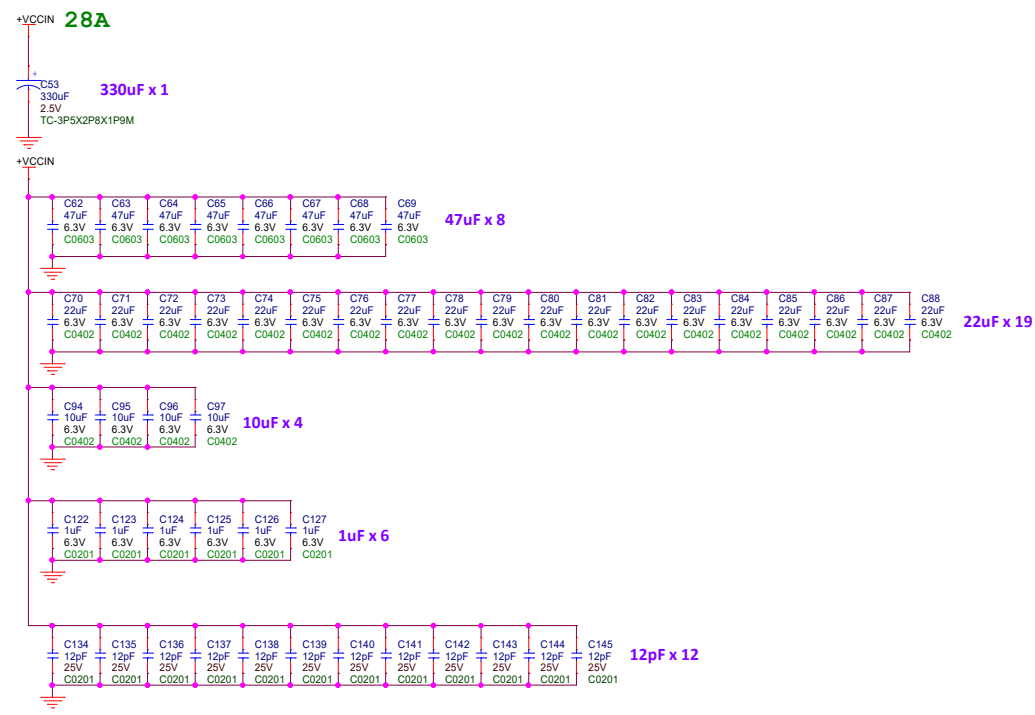 +VCCIN 28A
+
C53
330uF
2.5V
TC-3P5X2P8X1P9M
330uF x 1
+VCCIN
C62 C63 C64 C65 C66 C67 C68 C69
47uF 47uF 47uF 47uF 47uF 47uF 47uF 47uF
6.3V 6.3V 6.3V 6.3V 6.3V 6.3V 6.3V 6.3V
C0603 C0603 C0603 C0603 C0603 C0603 C0603 C0603
47uF x 8
C70 C71 C72 C73 C74 C75 C76 C77 C78 C79 C80 C81 C82 C83 C84 C85 C86 C87 C88
22uF 22uF 22uF 22uF 22uF 22uF 22uF 22uF 22uF 22uF 22uF 22uF 22uF 22uF 22uF 22uF 22uF 22uF 22uF
6.3V 6.3V 6.3V 6.3V 6.3V 6.3V 6.3V 6.3V 6.3V 6.3V 6.3V 6.3V 6.3V 6.3V 6.3V 6.3V 6.3V 6.3V 6.3V
C0402 C0402 C0402 C0402 C0402 C0402 C0402 C0402 C0402 C0402 C0402 C0402 C0402 C0402 C0402 C0402 C0402 C0402 C0402
22uF x 19
C94 C95 C96 C97
10uF 10uF 10uF 10uF
6.3V 6.3V 6.3V 6.3V
C0402 C0402 C0402 C0402
10uF x 4
C122 C123 C124 C125 C126 C127
1uF 1uF 1uF 1uF 1uF 1uF
6.3V 6.3V 6.3V 6.3V 6.3V 6.3V
C0201 C0201 C0201 C0201 C0201 C0201
1uF x 6
C134 C135 C136 C137 C138 C139 C140 C141 C142 C143 C144 C145
12pF 12pF 12pF 12pF 12pF 12pF 12pF 12pF 12pF 12pF 12pF 12pF
25V 25V 25V 25V 25V 25V 25V 25V 25V 25V 25V 25V
C0201 C0201 C0201 C0201 C0201 C0201 C0201 C0201 C0201 C0201 C0201 C0201
12pF x 12